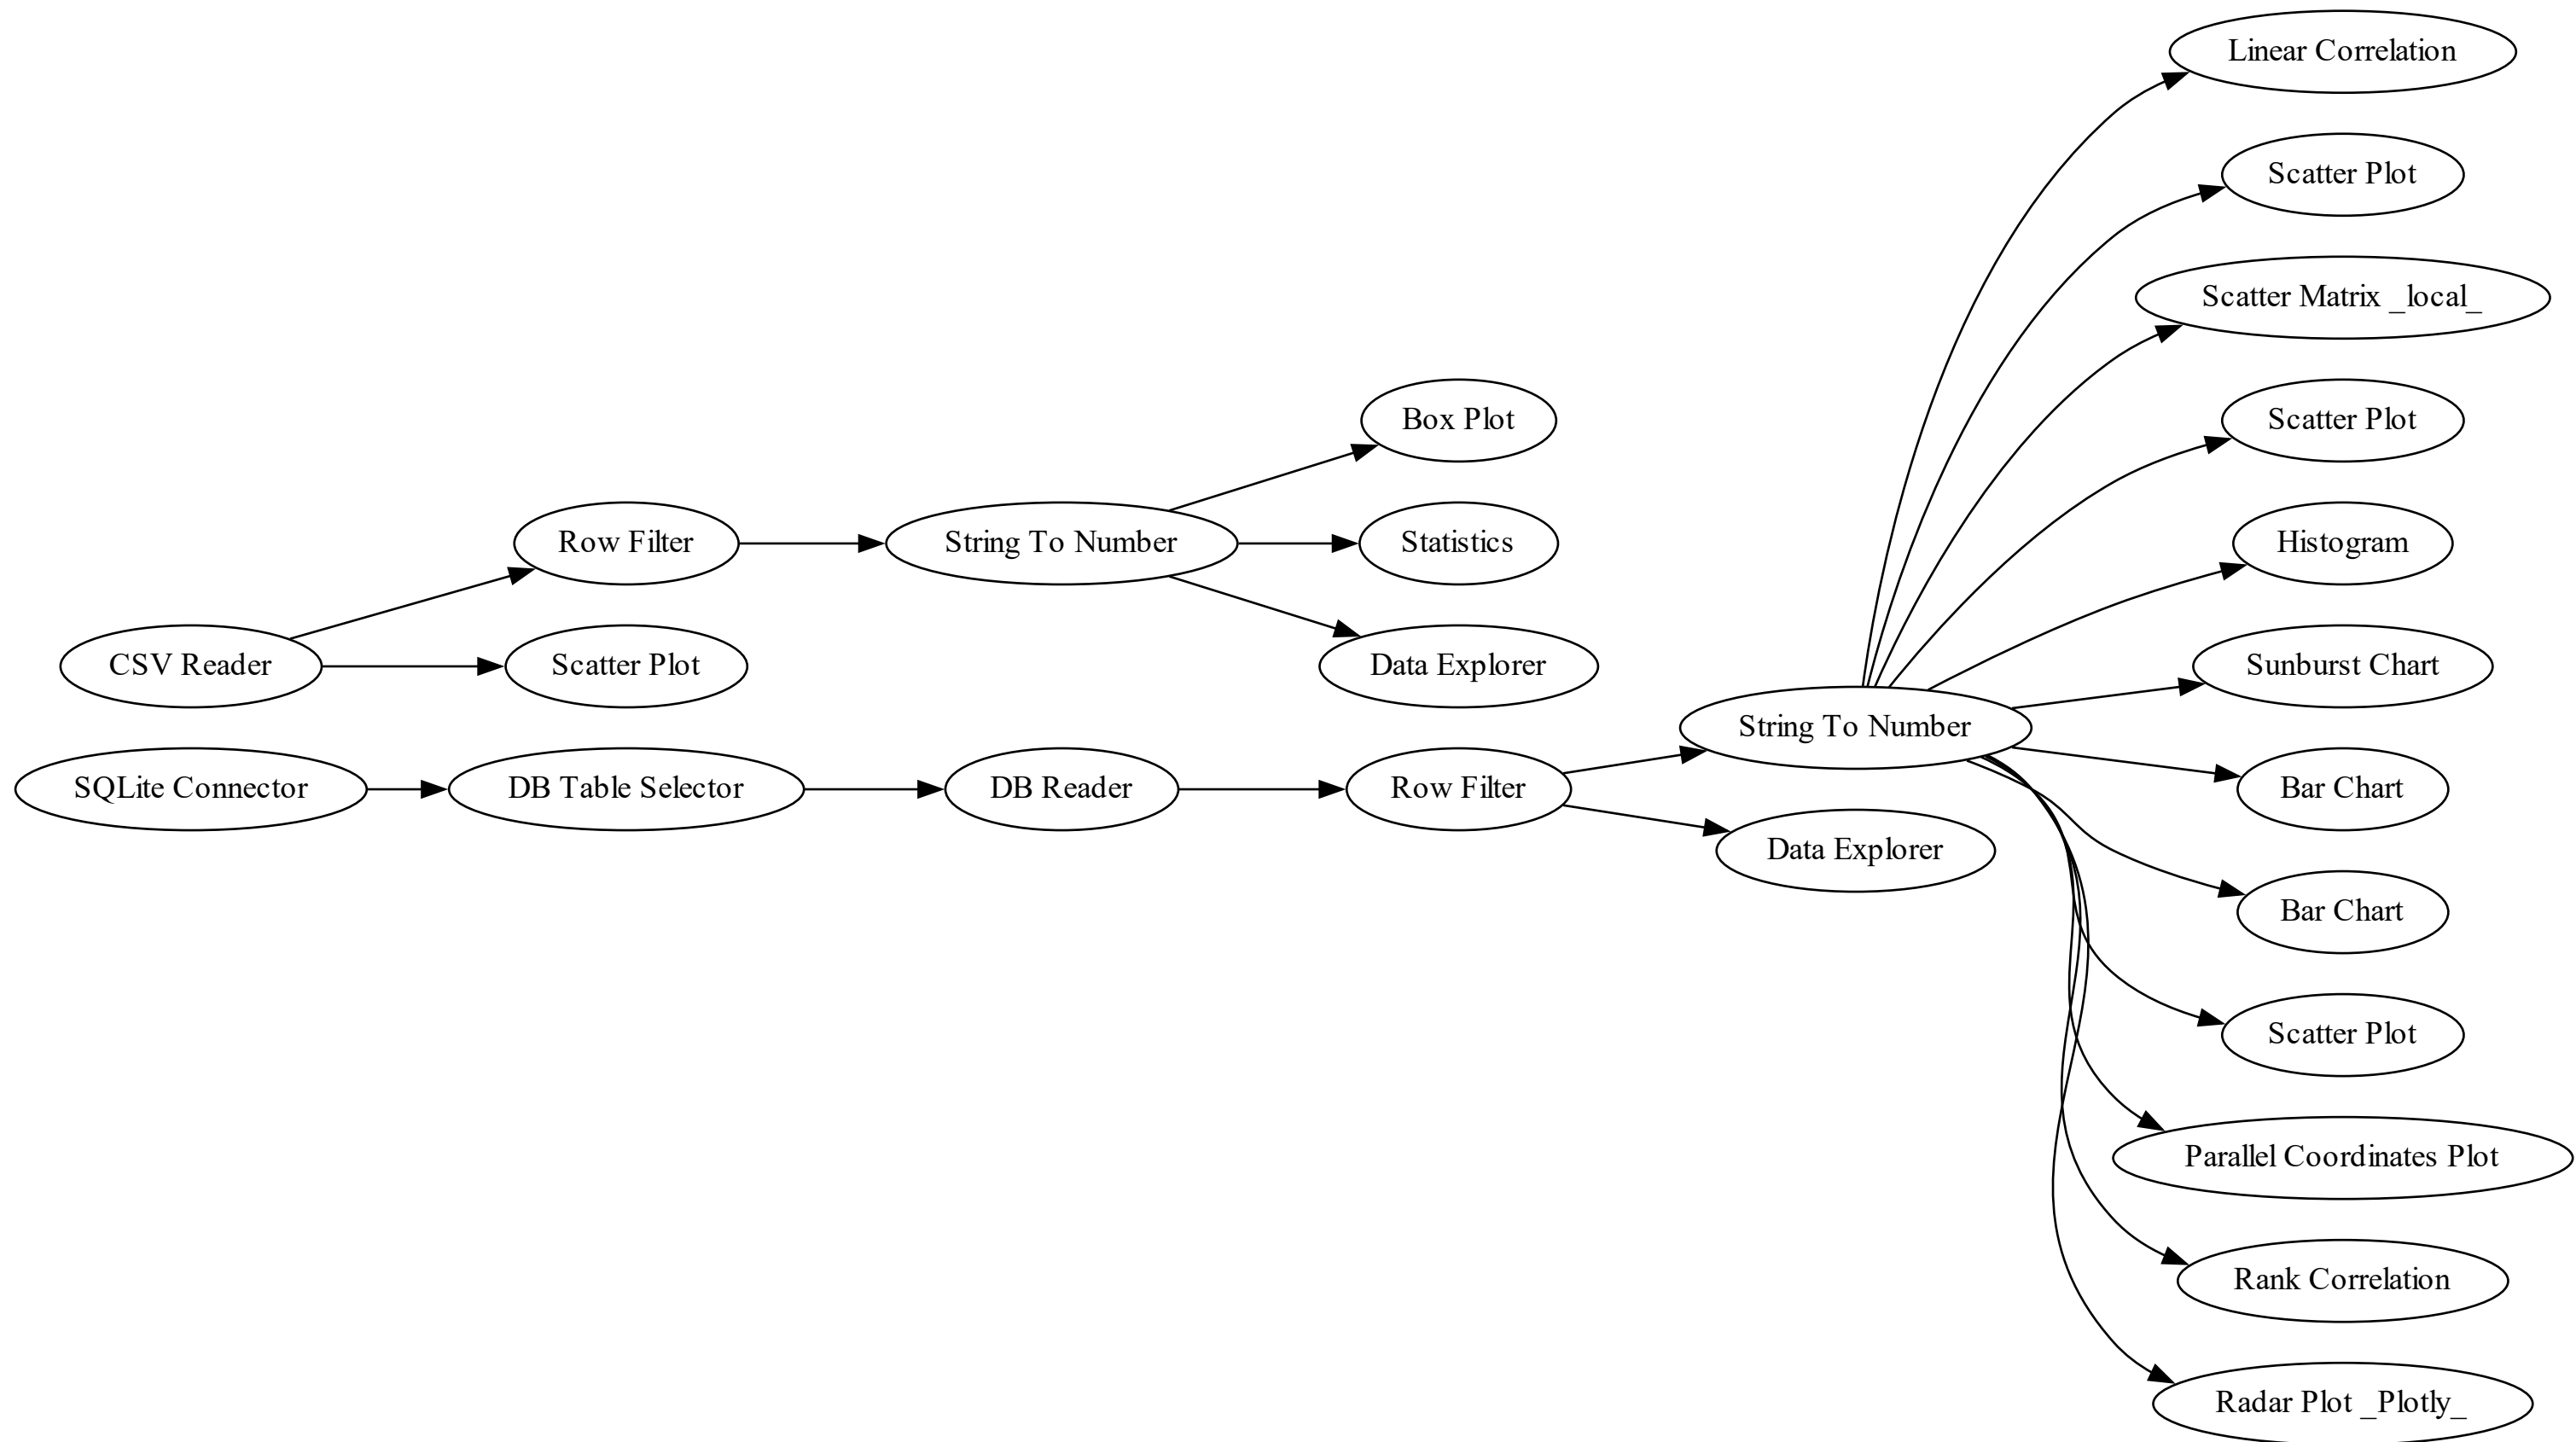 Linear Correlation
Scatter Plot
Scatter Matrix _local_
Box Plot
Scatter Plot
Row Filter
String To Number
Statistics
Histogram
CSV Reader
Scatter Plot
Data Explorer
Sunburst Chart
String To Number
SQLite Connector
DB Table Selector
DB Reader
Row Filter
Bar Chart
Data Explorer
Bar Chart
Scatter Plot
Parallel Coordinates Plot
Rank Correlation
Radar Plot _Plotly_